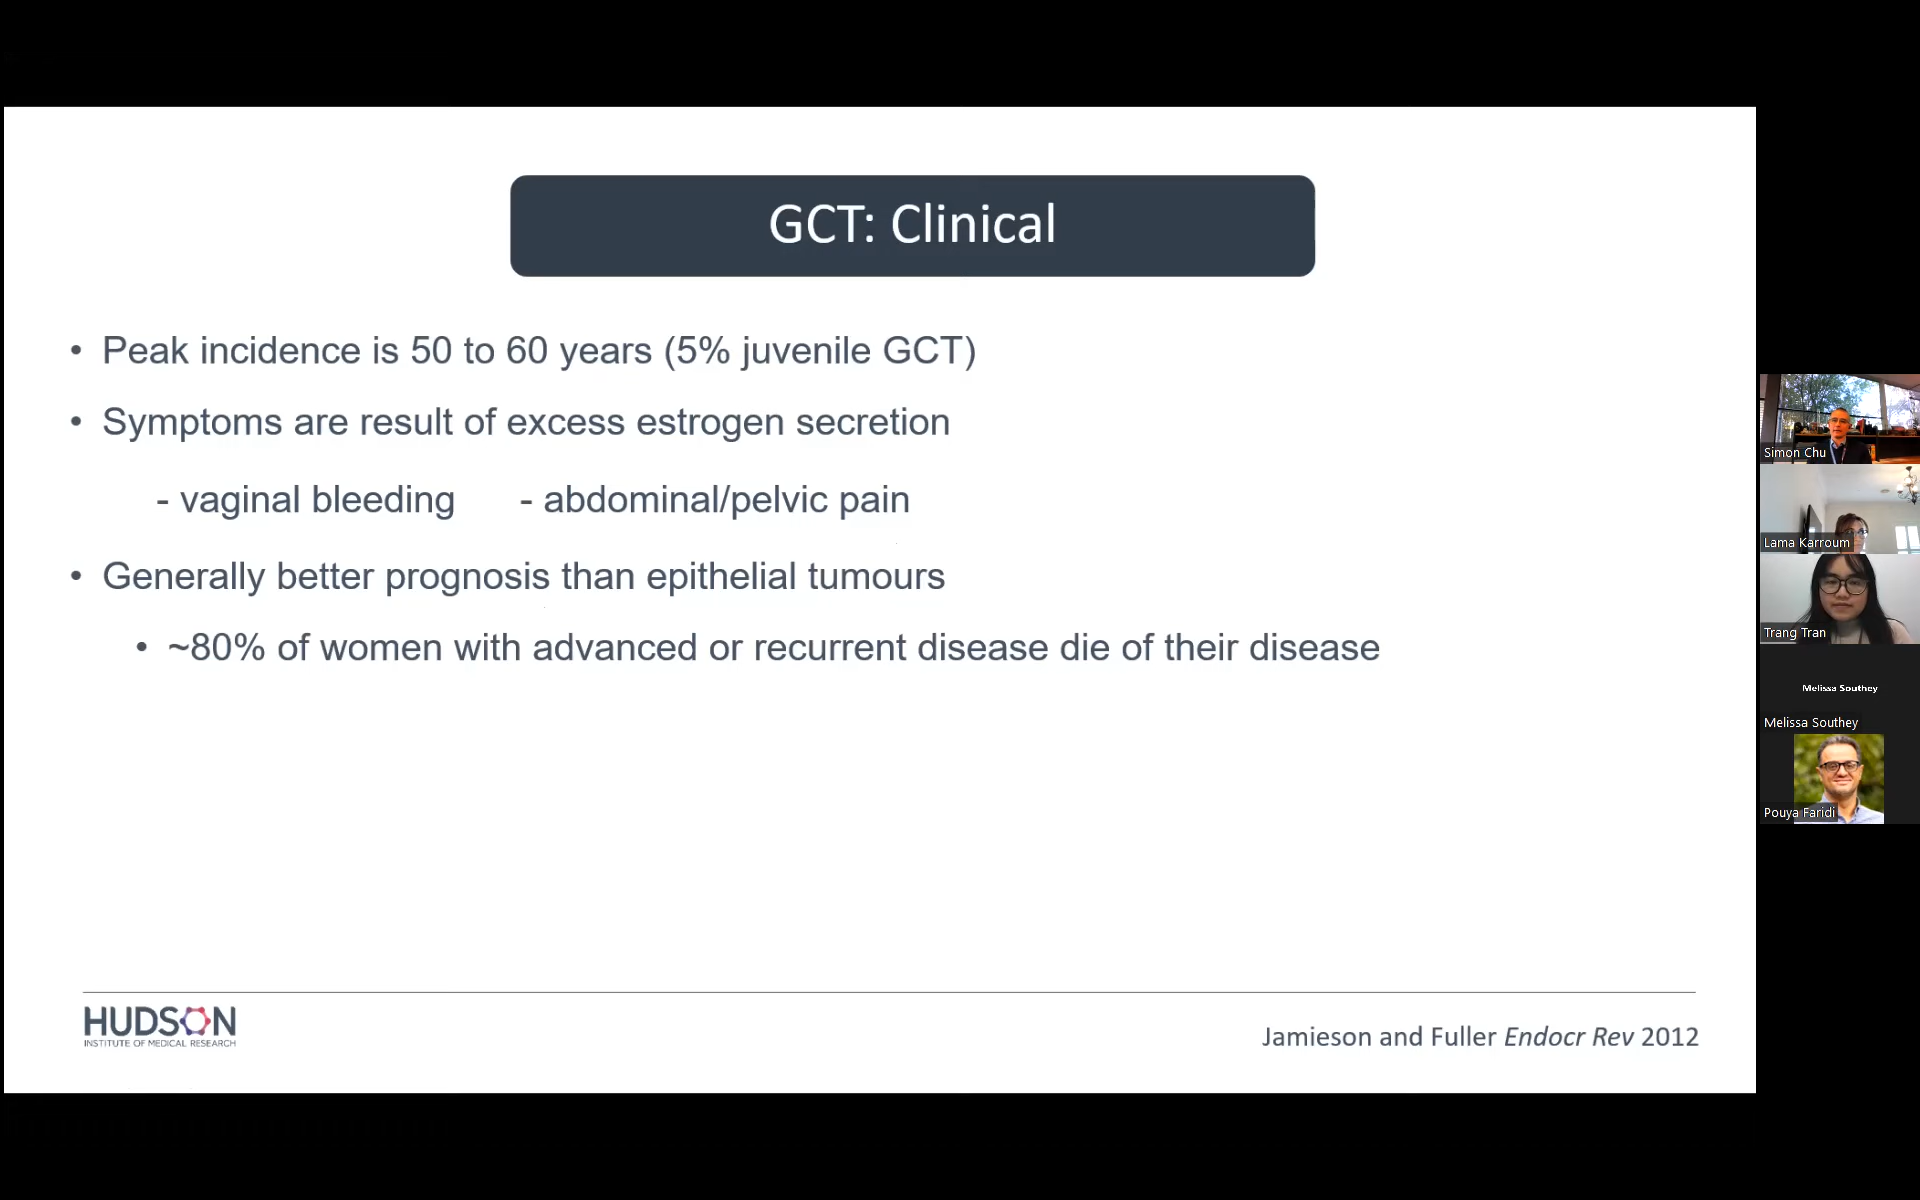 GCT: Clinical
• Peak incidence is 50 to 60 years (5% juvenile GCT)
• Symptoms are result of excess estrogen secretion
- vaginal bleeding - abdominal/pelvic pain
• Generally better prognosis than epithelial tumours
• ~80% of women with advanced or recurrent disease die of their disease
HUDSON
INSTITUTE OF MEDICAL RESEARCH
Jamieson and Fuller Endocr Rev 2012
Simon Chu
Lama Karroum
Trang Tran
Melissa Southey
Melissa Southey
Pouya Faridi